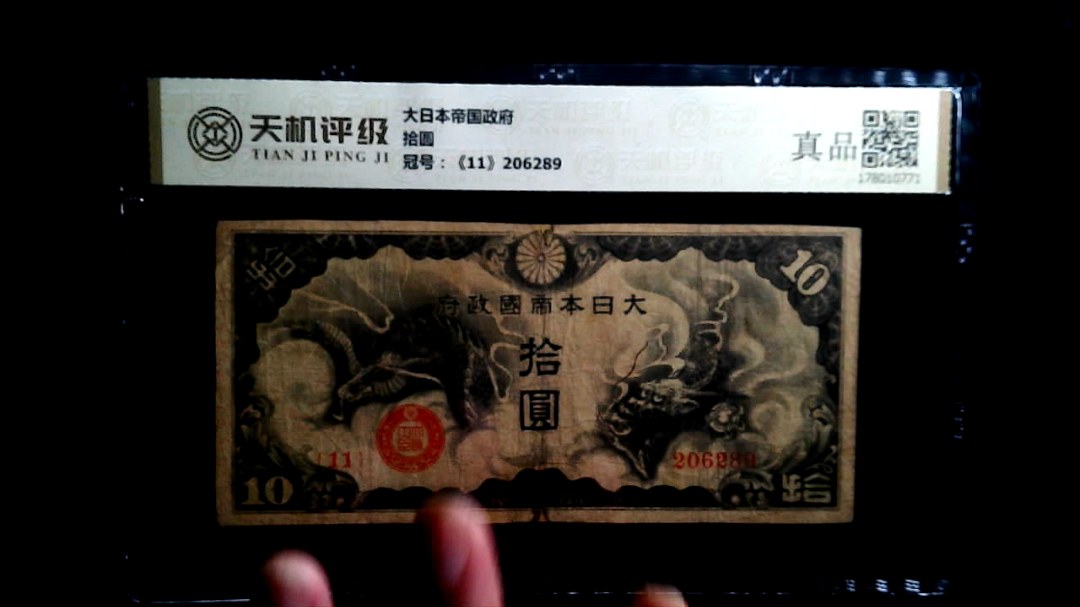 天机评级
TIAN JI PING JI
大日本帝国政府
拾圆
冠号：《11》206289
真品
178010771
拾
10
府政國帝本日大
拾
圓
11
206289
10
拾